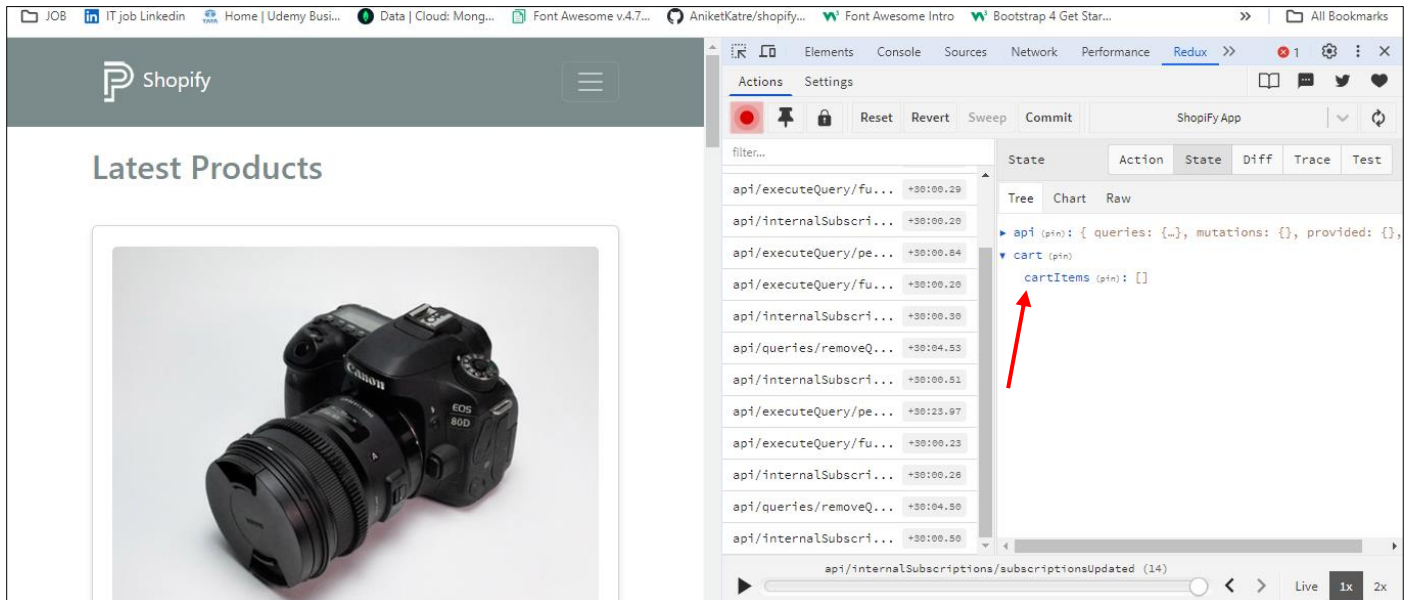 JOB IT job Linkedin Home | Udemy Busi... Data | Cloud: Mong... Font Awesome v.4.7... AniketKatre/shopify... Font Awesome Intro Bootstrap 4 Get Star... » All Bookmarks
Shopify
Latest Products
Canon
EOS
80D
A
Elements Console Sources Network Performance Redux » 1
Actions Settings
Reset Revert Sweep Commit ShopiFy App
filter...
api/executeQuery/fu... +30:00.29
api/internalSubscri... +30:00.20
api/executeQuery/pe... +30:00.84
api/executeQuery/fu... +30:00.20
api/internalSubscri... +30:00.30
api/queries/removeQ... +30:04.53
api/internalSubscri... +30:00.51
api/executeQuery/pe... +30:23.97
api/executeQuery/fu... +30:00.23
api/internalSubscri... +30:00.26
api/queries/removeQ... +30:04.50
api/internalSubscri... +30:00.50
State Action State Diff Trace Test
Tree Chart Raw
api (pin): { queries: {…}, mutations: {}, provided: {},
cart (pin)
cartItems (pin): []
api/internalSubscriptions/subscriptionsUpdated (14)
Live 1x 2x